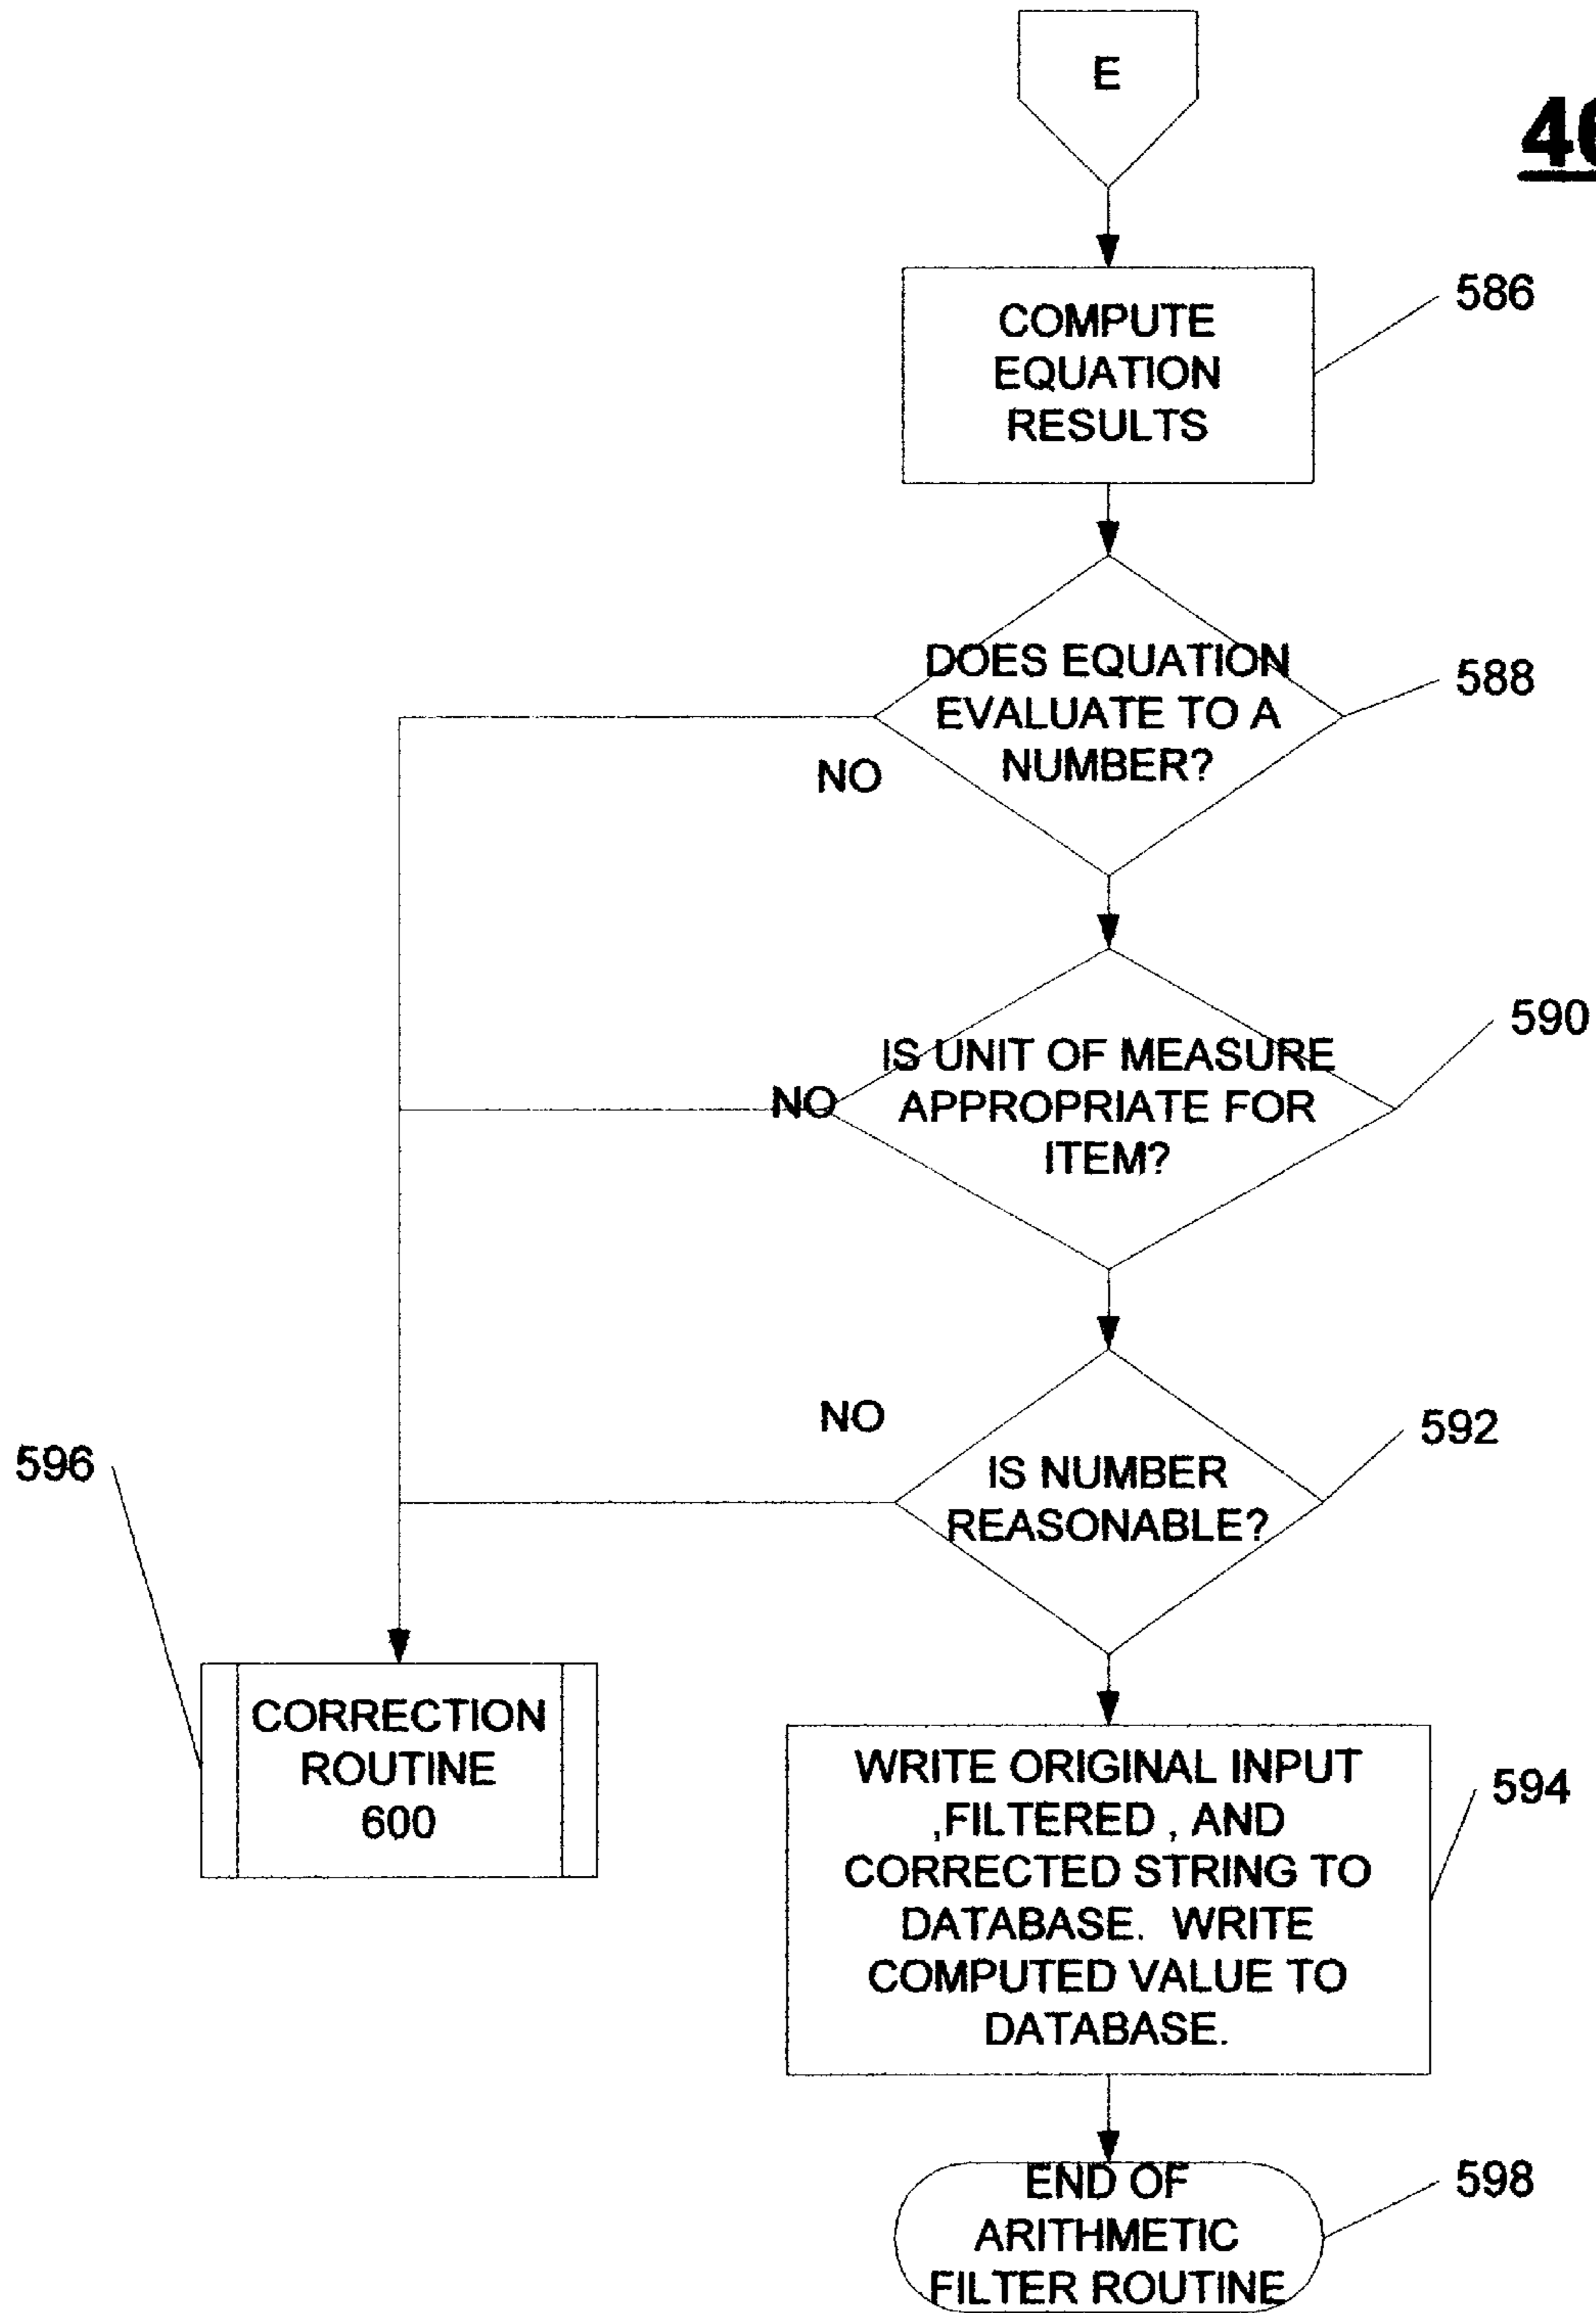 E
COMPUTE
EQUATION
RESULTS
586
DOES EQUATION
EVALUATE TO A
NUMBER?
588
NO
IS UNIT OF MEASURE
APPROPRIATE FOR
ITEM?
590
NO
IS NUMBER
REASONABLE?
592
NO
596
CORRECTION
ROUTINE
600
WRITE ORIGINAL INPUT
,FILTERED , AND
CORRECTED STRING TO
DATABASE. WRITE
COMPUTED VALUE TO
DATABASE.
594
END OF
ARITHMETIC
FILTER ROUTINE
598